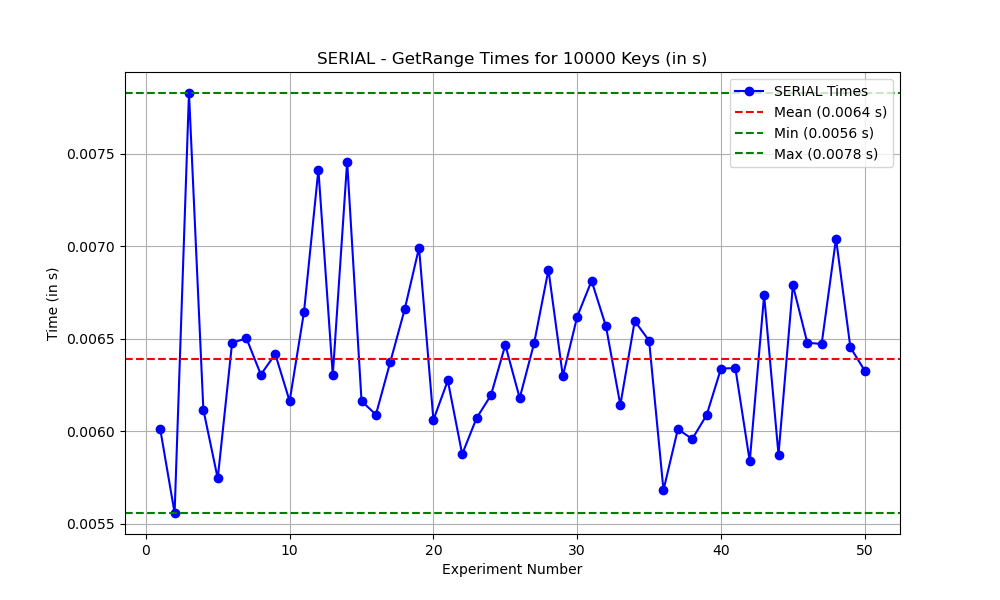 SERIAL - GetRange Times for 10000 Keys (in s)
SERIAL Times
Mean (0.0064 s)
Min (0.0056 s)
Max (0.0078 s)
Time (in s)
0.0075
0.0070
0.0065
0.0060
0.0055
0 10 20 30 40 50
Experiment Number